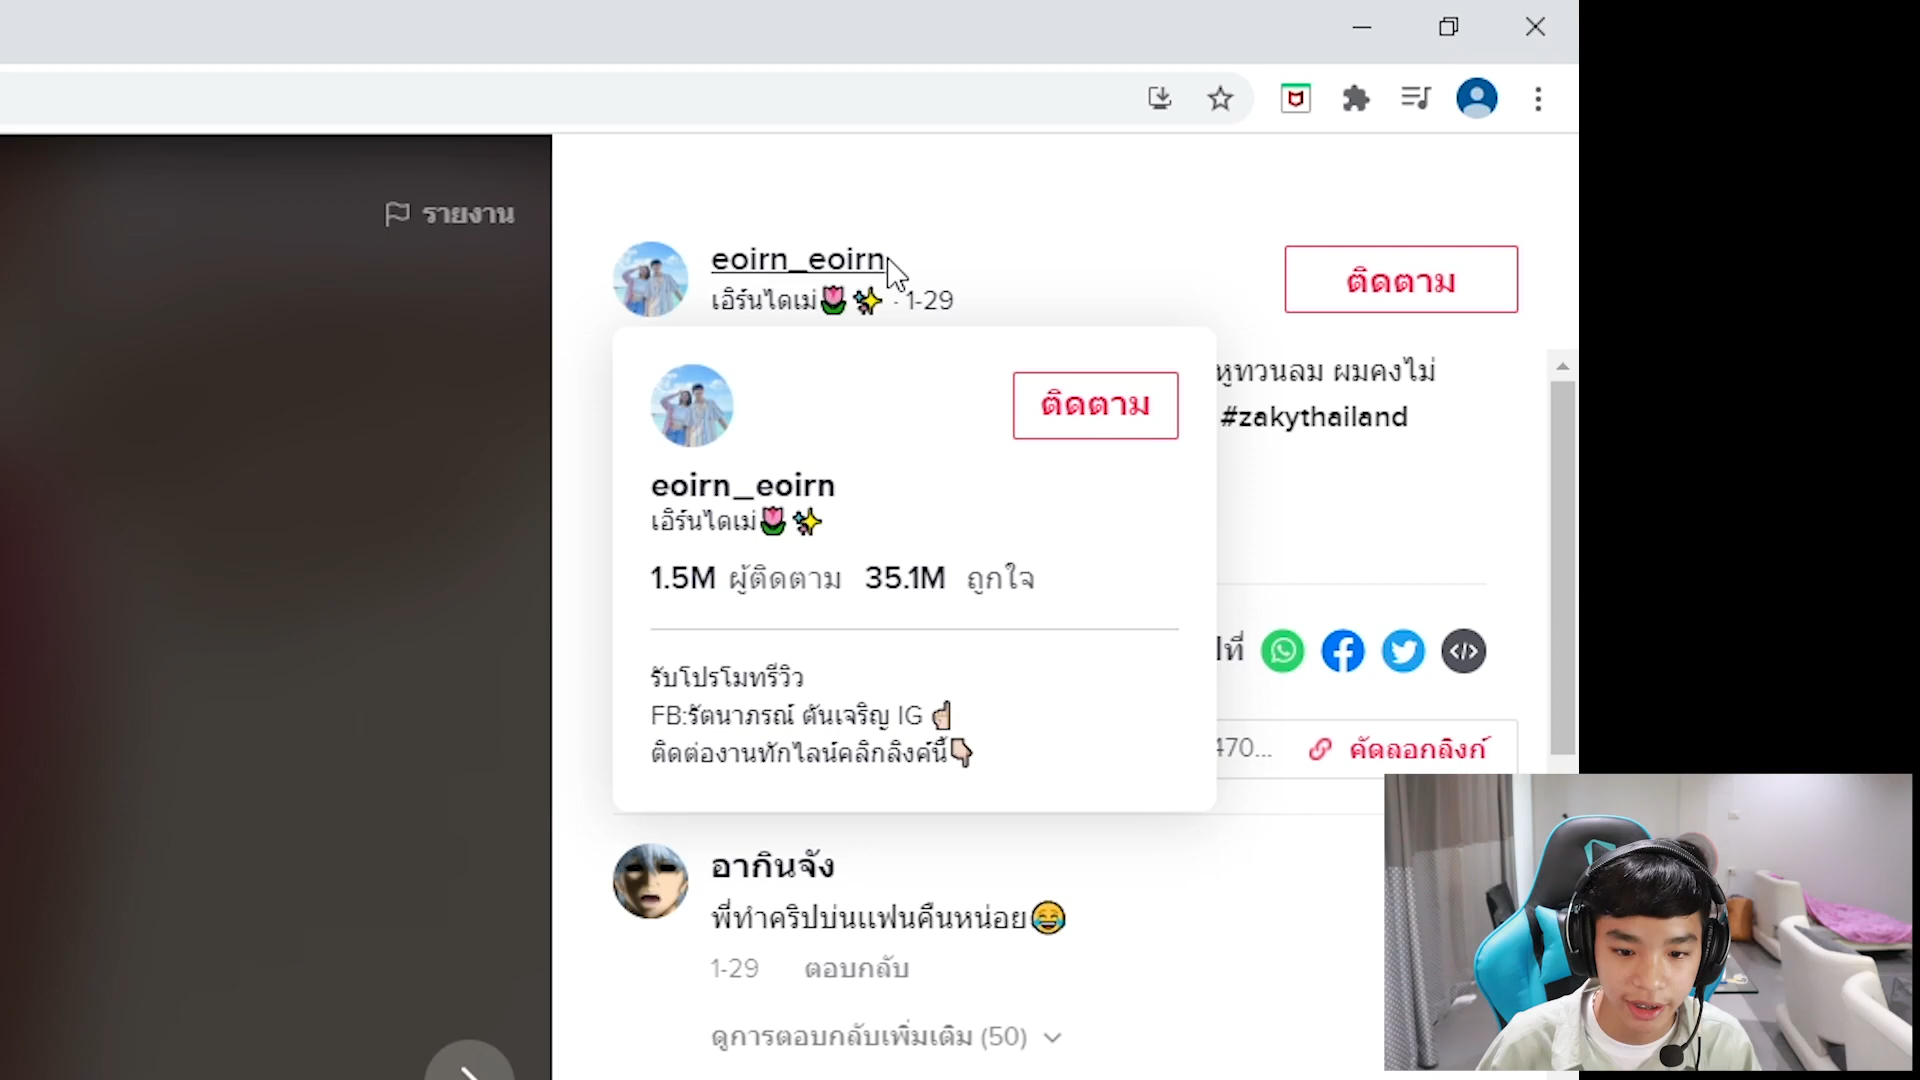 รายงาน
eoirn_eoirn
เอิร์นไดเม่🌷✨ · 1-29
ติดตาม
หูทวนลม ผมคงไม่
#zakythailand
ติดตาม
eoirn_eoirn
เอิร์นไดเม่🌷✨
1.5M ผู้ติดตาม 35.1M ถูกใจ
รับโปรโมทรีวิว
FB:รัตนาภรณ์ ตันเจริญ IG ☝🏻
ติดต่องานทักไลน์คลิกลิงค์นี้👇🏻
ไปที่
470... คัดลอกลิงก์
อากินจัง
พี่ทำคริปบ่นแฟนคืนหน่อย😂
1-29 ตอบกลับ
ดูการตอบกลับเพิ่มเติม (50)